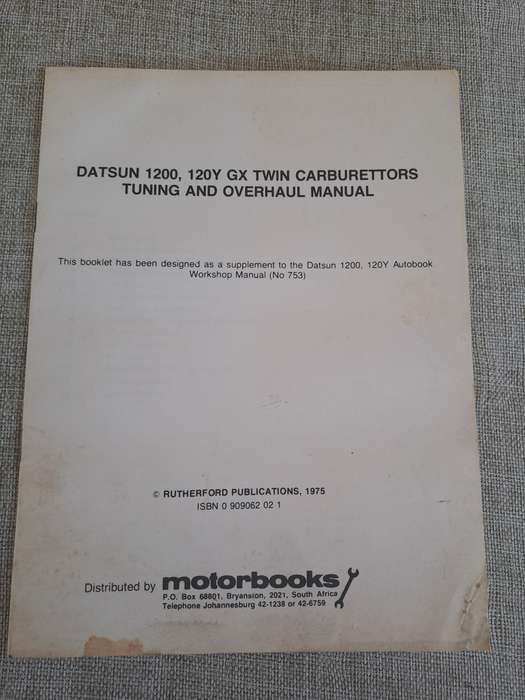 DATSUN 1200, 120Y GX TWIN CARBURETTORS
TUNING AND OVERHAUL MANUAL
This booklet has been designed as a supplement to the Datsun 1200, 120Y Autobook
Workshop Manual (No 753)
© RUTHERFORD PUBLICATIONS, 1975
ISBN 0 909062 02 1
Distributed by motorbooks
P.O. Box 68801, Bryanston, 2021, South Africa
Telephone Johannesburg 42-1238 or 42-6759